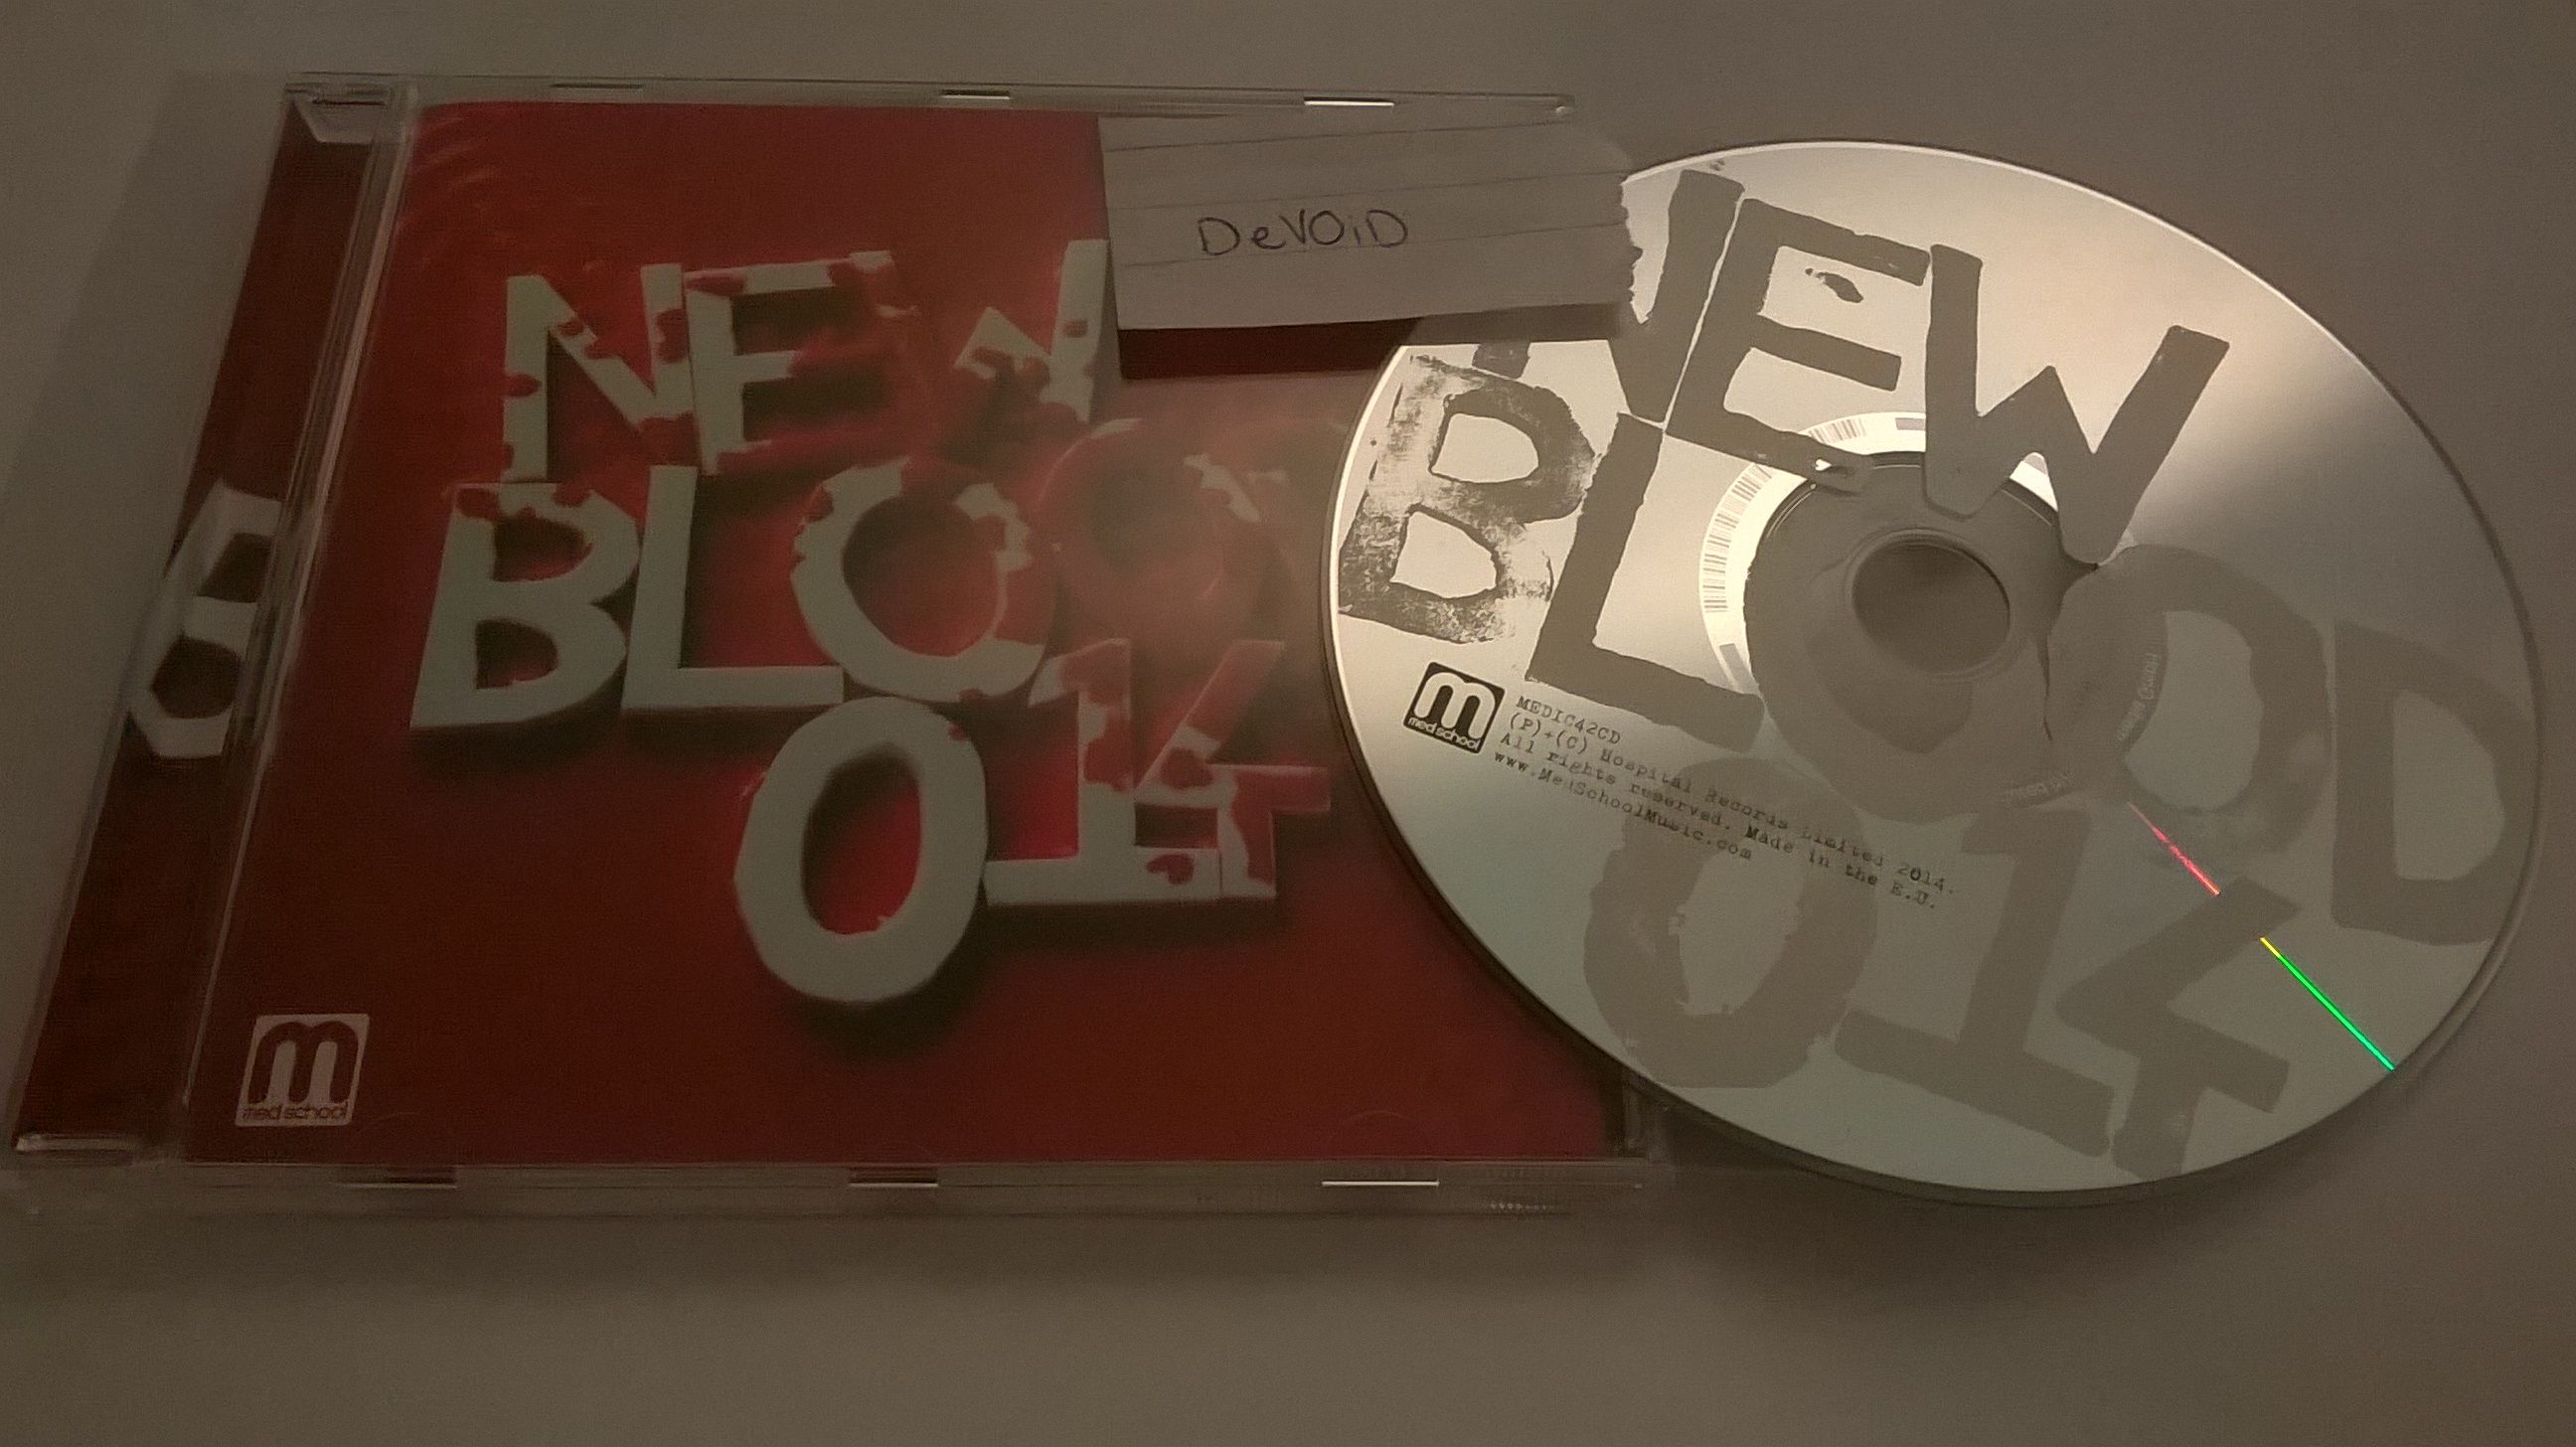 DeVOiD
NEW
BLOOD
014
med school
NEW
BLOOD
014
med school
MEDIC42CD
(P)+(C) Hospital Records Limited 2014.
All rights reserved. Made in the E.U.
www.MedSchoolMusic.com